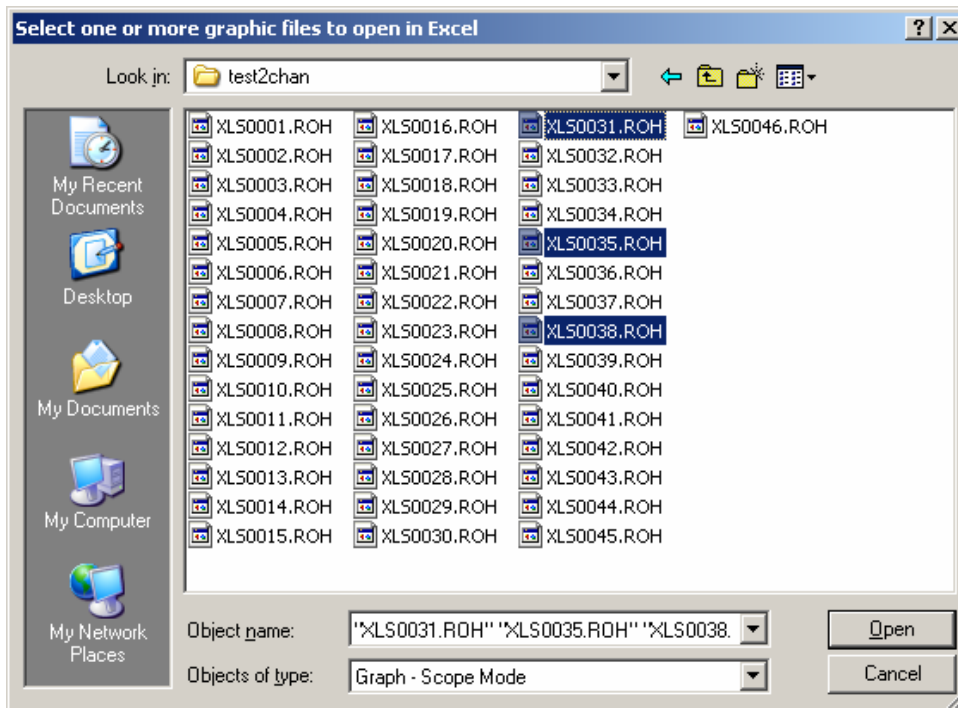 Select one or more graphic files to open in Excel
Look in: test2chan
My Recent
Documents
Desktop
My Documents
My Computer
My Network
Places
XLS0001.ROH XLS0016.ROH XLS0031.ROH XLS0046.ROH
XLS0002.ROH XLS0017.ROH XLS0032.ROH
XLS0003.ROH XLS0018.ROH XLS0033.ROH
XLS0004.ROH XLS0019.ROH XLS0034.ROH
XLS0005.ROH XLS0020.ROH XLS0035.ROH
XLS0006.ROH XLS0021.ROH XLS0036.ROH
XLS0007.ROH XLS0022.ROH XLS0037.ROH
XLS0008.ROH XLS0023.ROH XLS0038.ROH
XLS0009.ROH XLS0024.ROH XLS0039.ROH
XLS0010.ROH XLS0025.ROH XLS0040.ROH
XLS0011.ROH XLS0026.ROH XLS0041.ROH
XLS0012.ROH XLS0027.ROH XLS0042.ROH
XLS0013.ROH XLS0028.ROH XLS0043.ROH
XLS0014.ROH XLS0029.ROH XLS0044.ROH
XLS0015.ROH XLS0030.ROH XLS0045.ROH
Object name: "XLS0031.ROH" "XLS0035.ROH" "XLS0038. Open
Objects of type: Graph - Scope Mode Cancel